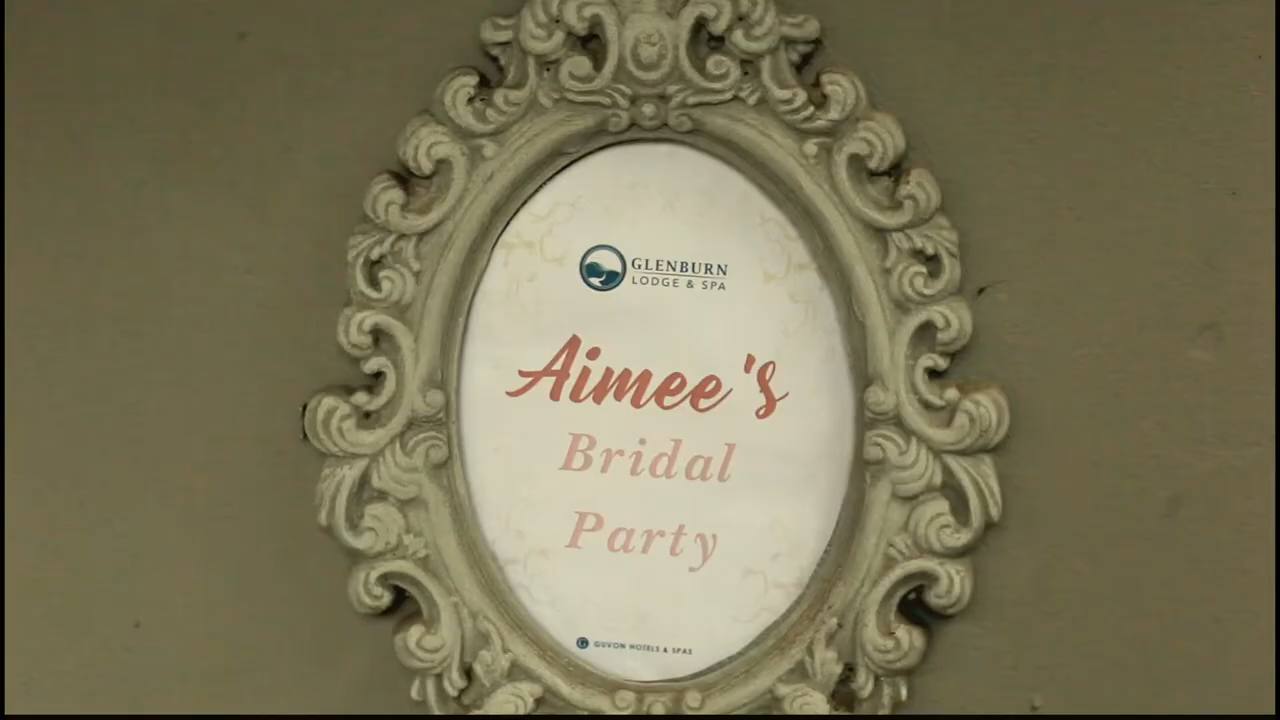 GLENBURN
LODGE & SPA
Aimee's
Bridal
Party
GUVON HOTELS & SPAS